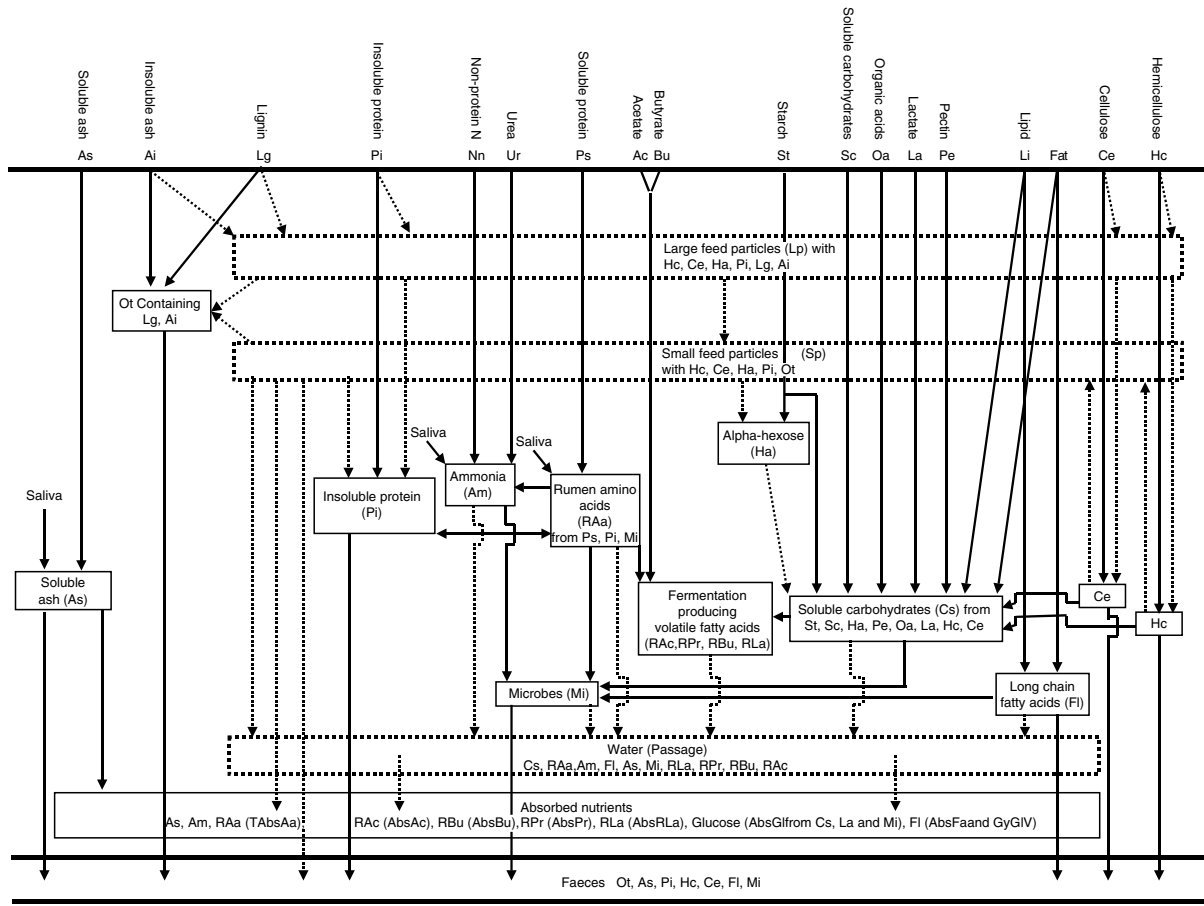 Soluble ash
Insoluble ash
Lignin
Insoluble protein
Non-protein N
Urea
Soluble protein
Acetate
Butyrate
Starch
Soluble carbohydrates
Organic acids
Lactate
Pectin
Lipid
Cellulose
Hemicellulose
As Ai Lg Pi Nn Ur Ps Ac Bu St Sc Oa La Pe Li Fat Ce Hc
Large feed particles (Lp) with
Hc, Ce, Ha, Pi, Lg, Ai
Ot Containing
Lg, Ai
Small feed particles (Sp)
with Hc, Ce, Ha, Pi, Ot
Alpha-hexose
(Ha)
Saliva
Saliva
Ammonia
(Am)
Rumen amino
acids
(RAa)
from Ps, Pi, Mi
Insoluble protein
(Pi)
Saliva
Soluble
ash (As)
Fermentation
producing
volatile fatty acids
(RAc,RPr, RBu, RLa)
Soluble carbohydrates (Cs) from
St, Sc, Ha, Pe, Oa, La, Hc, Ce
Ce
Hc
Microbes (Mi)
Long chain
fatty acids (Fl)
Water (Passage)
Cs, RAa,Am, Fl, As, Mi, RLa, RPr, RBu, RAc
Absorbed nutrients
As, Am, RAa (TAbsAa) RAc (AbsAc), RBu (AbsBu),RPr (AbsPr), RLa (AbsRLa), Glucose (AbsGlfrom Cs, La and Mi), Fl (AbsFaand GyGlV)
Faeces Ot, As, Pi, Hc, Ce, Fl, Mi